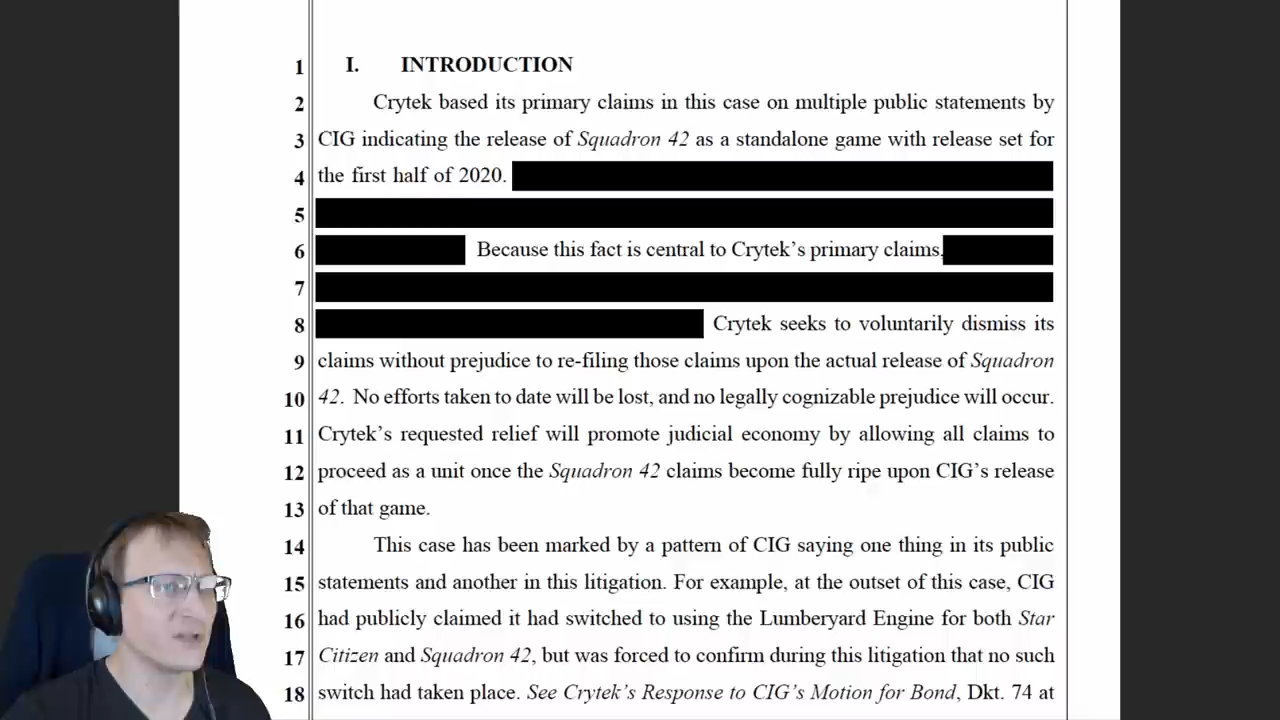 1 I. INTRODUCTION
2 Crytek based its primary claims in this case on multiple public statements by
3 CIG indicating the release of Squadron 42 as a standalone game with release set for
4 the first half of 2020.
5
6 Because this fact is central to Crytek’s primary claims,
7
8 Crytek seeks to voluntarily dismiss its
9 claims without prejudice to re-filing those claims upon the actual release of Squadron
10 42. No efforts taken to date will be lost, and no legally cognizable prejudice will occur.
11 Crytek’s requested relief will promote judicial economy by allowing all claims to
12 proceed as a unit once the Squadron 42 claims become fully ripe upon CIG’s release
13 of that game.
14 This case has been marked by a pattern of CIG saying one thing in its public
15 statements and another in this litigation. For example, at the outset of this case, CIG
16 had publicly claimed it had switched to using the Lumberyard Engine for both Star
17 Citizen and Squadron 42, but was forced to confirm during this litigation that no such
18 switch had taken place. See Crytek’s Response to CIG’s Motion for Bond, Dkt. 74 at